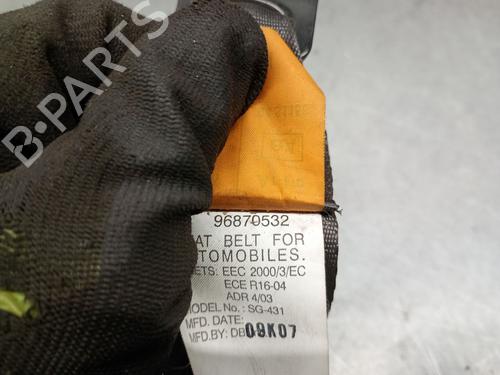 B-PARTS
96870532
AT BELT FOR
TOMOBILES.
ETS: EEC 2000/3/EC
ECE R16-04
ADR 4/03
MODEL No.: SG-431
MFD. DATE:
MFD.BY: DB 09K07